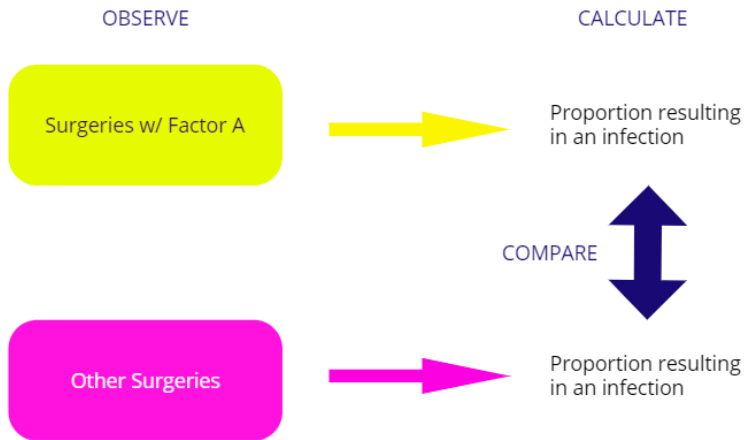 OBSERVE
CALCULATE
Surgeries w/ Factor A
Proportion resulting
in an infection
COMPARE
Other Surgeries
Proportion resulting
in an infection